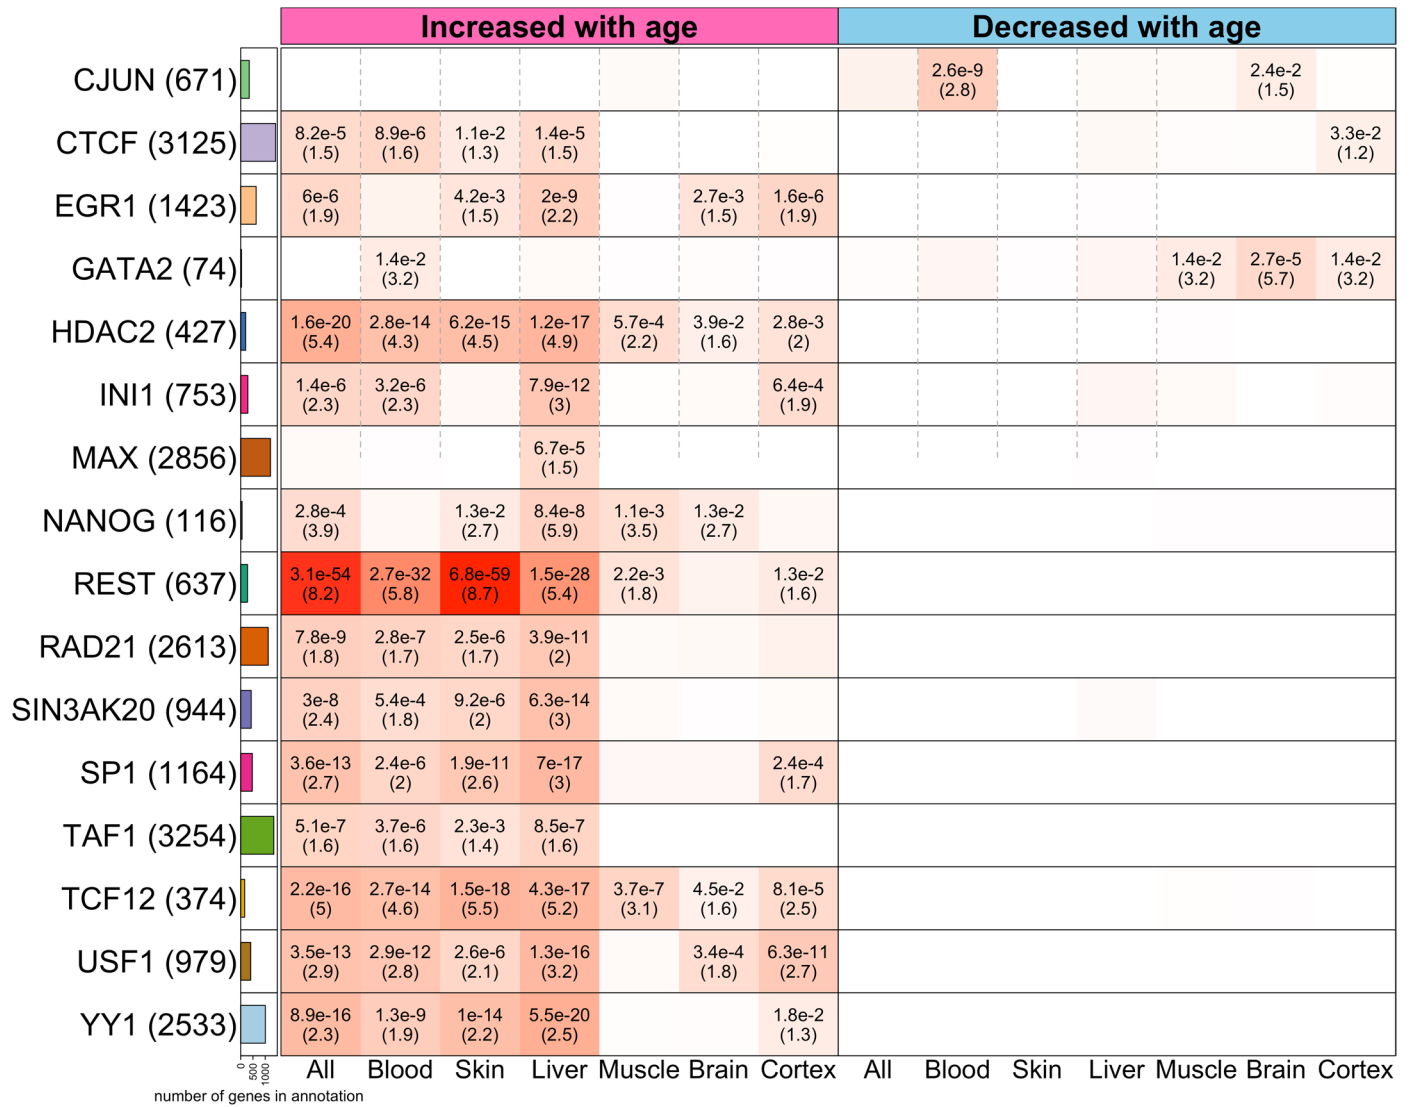 Increased with age Decreased with age
CJUN (671) 2.6e-9 2.4e-2
(2.8) (1.5)
CTCF (3125) 8.2e-5 8.9e-6 1.1e-2 1.4e-5 3.3e-2
(1.5) (1.6) (1.3) (1.5) (1.2)
EGR1 (1423) 6e-6 4.2e-3 2e-9 2.7e-3 1.6e-6
(1.9) (1.5) (2.2) (1.5) (1.9)
GATA2 (74) 1.4e-2 1.4e-2 2.7e-5 1.4e-2
(3.2) (3.2) (5.7) (3.2)
HDAC2 (427) 1.6e-20 2.8e-14 6.2e-15 1.2e-17 5.7e-4 3.9e-2 2.8e-3
(5.4) (4.3) (4.5) (4.9) (2.2) (1.6) (2)
INI1 (753) 1.4e-6 3.2e-6 7.9e-12 6.4e-4
(2.3) (2.3) (3) (1.9)
MAX (2856) 6.7e-5
(1.5)
NANOG (116) 2.8e-4 1.3e-2 8.4e-8 1.1e-3 1.3e-2
(3.9) (2.7) (5.9) (3.5) (2.7)
REST (637) 3.1e-54 2.7e-32 6.8e-59 1.5e-28 2.2e-3 1.3e-2
(8.2) (5.8) (8.7) (5.4) (1.8) (1.6)
RAD21 (2613) 7.8e-9 2.8e-7 2.5e-6 3.9e-11
(1.8) (1.7) (1.7) (2)
SIN3AK20 (944) 3e-8 5.4e-4 9.2e-6 6.3e-14
(2.4) (1.8) (2) (3)
SP1 (1164) 3.6e-13 2.4e-6 1.9e-11 7e-17 2.4e-4
(2.7) (2) (2.6) (3) (1.7)
TAF1 (3254) 5.1e-7 3.7e-6 2.3e-3 8.5e-7
(1.6) (1.6) (1.4) (1.6)
TCF12 (374) 2.2e-16 2.7e-14 1.5e-18 4.3e-17 3.7e-7 4.5e-2 8.1e-5
(5) (4.6) (5.5) (5.2) (3.1) (1.6) (2.5)
USF1 (979) 3.5e-13 2.9e-12 2.6e-6 1.3e-16 3.4e-4 6.3e-11
(2.9) (2.8) (2.1) (3.2) (1.8) (2.7)
YY1 (2533) 8.9e-16 1.3e-9 1e-14 5.5e-20 1.8e-2
(2.3) (1.9) (2.2) (2.5) (1.3)
0 500 1000 All Blood Skin Liver Muscle Brain Cortex All Blood Skin Liver Muscle Brain Cortex
number of genes in annotation